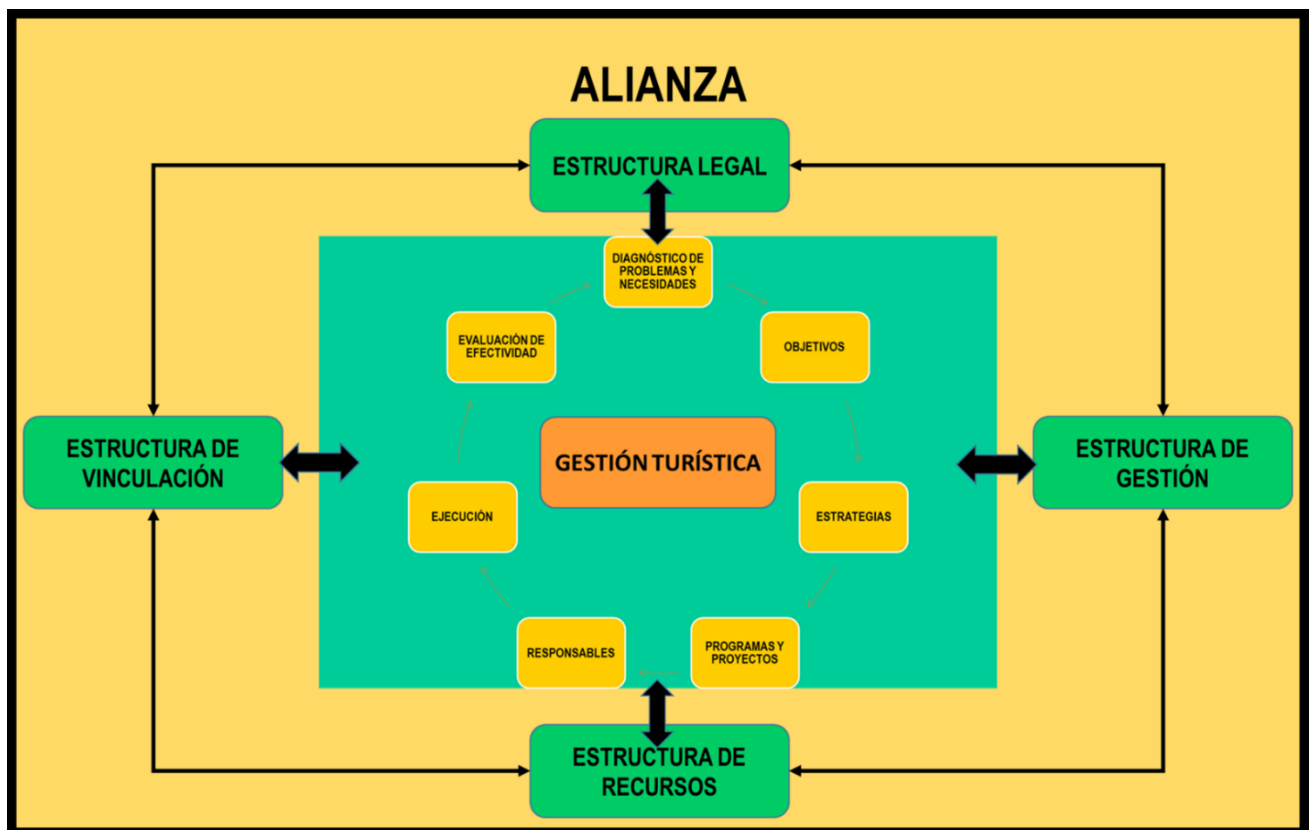 ALIANZA
ESTRUCTURA LEGAL
DIAGNÓSTICO DE
PROBLEMAS Y
NECESIDADES
EVALUACIÓN DE
EFECTIVIDAD
OBJETIVOS
ESTRUCTURA DE
VINCULACIÓN
GESTIÓN TURÍSTICA
ESTRUCTURA DE
GESTIÓN
EJECUCIÓN
ESTRATEGIAS
RESPONSABLES
PROGRAMAS Y
PROYECTOS
ESTRUCTURA DE
RECURSOS